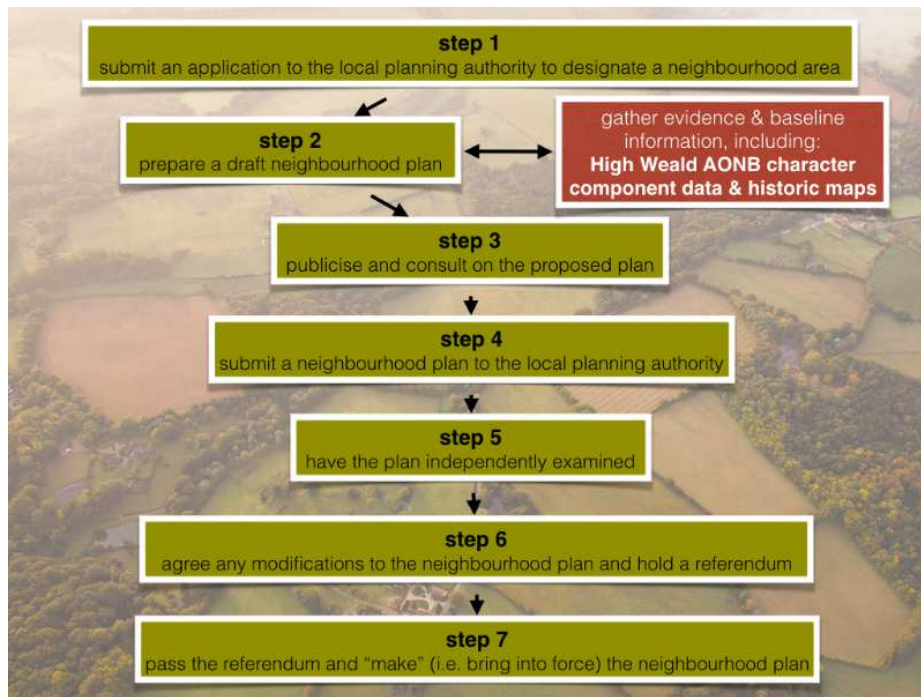 step 1
submit an application to the local planning authority to designate a neighbourhood area
step 2
prepare a draft neighbourhood plan
gather evidence & baseline
information, including:
High Weald AONB character
component data & historic maps
step 3
publicise and consult on the proposed plan
step 4
submit a neighbourhood plan to the local planning authority
step 5
have the plan independently examined
step 6
agree any modifications to the neighbourhood plan and hold a referendum
step 7
pass the referendum and “make” (i.e. bring into force) the neighbourhood plan